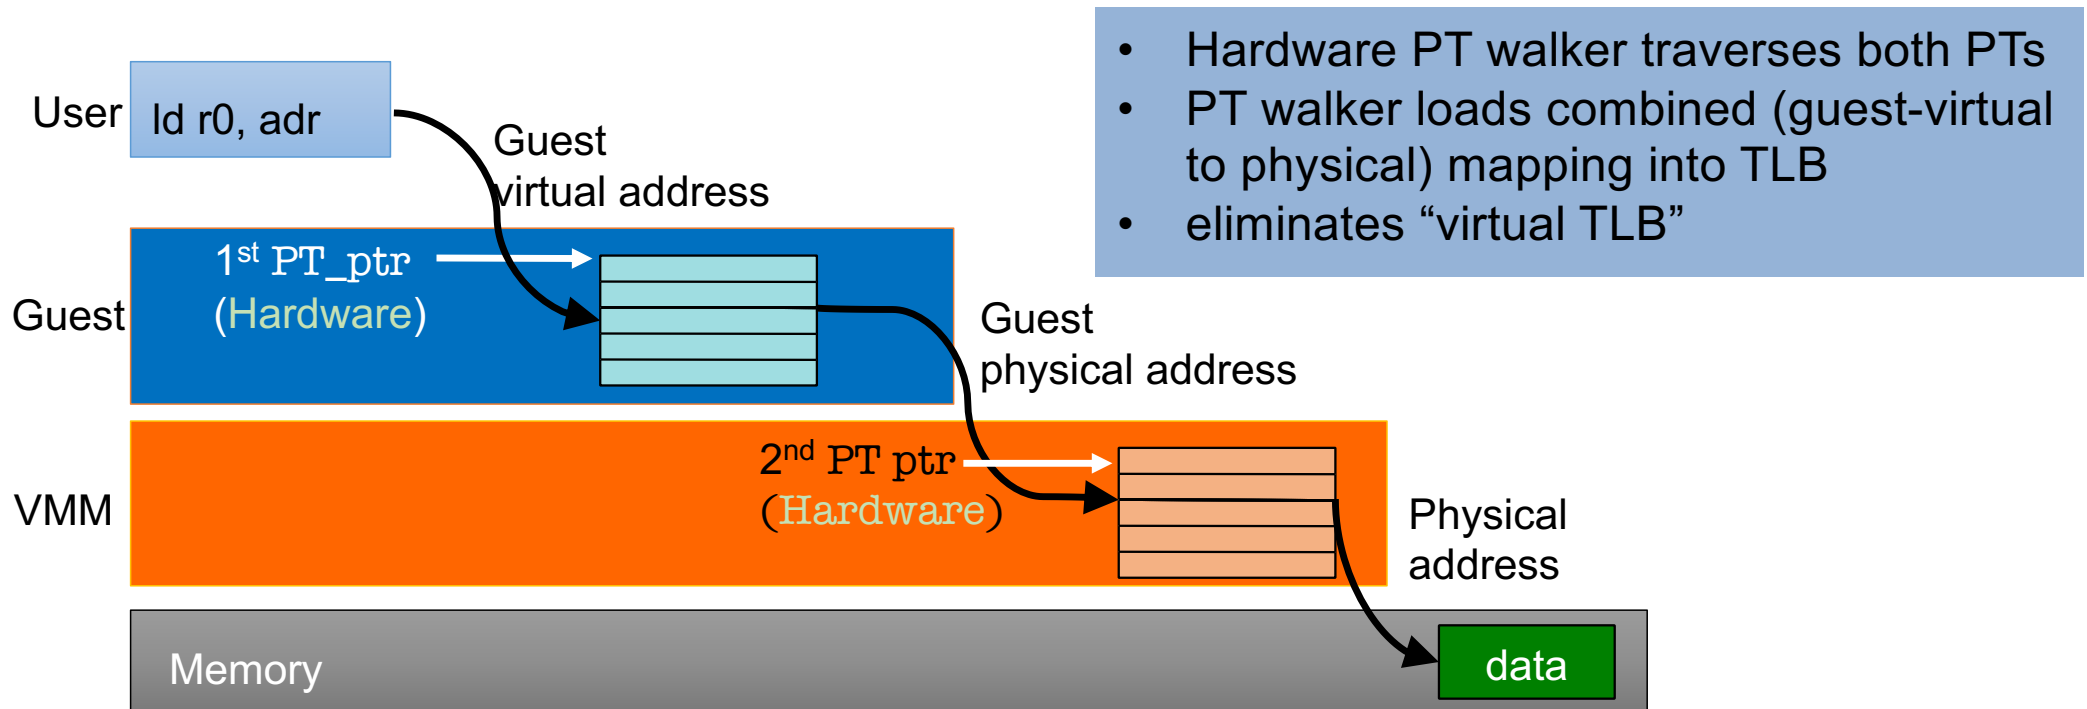 • Hardware PT walker traverses both PTs
• PT walker loads combined (guest-virtual
to physical) mapping into TLB
• eliminates “virtual TLB”
User
ld r0, adr
Guest
virtual address
1st PT_ptr
(Hardware)
Guest
Guest
physical address
2nd PT ptr
(Hardware)
VMM
Physical
address
Memory
data